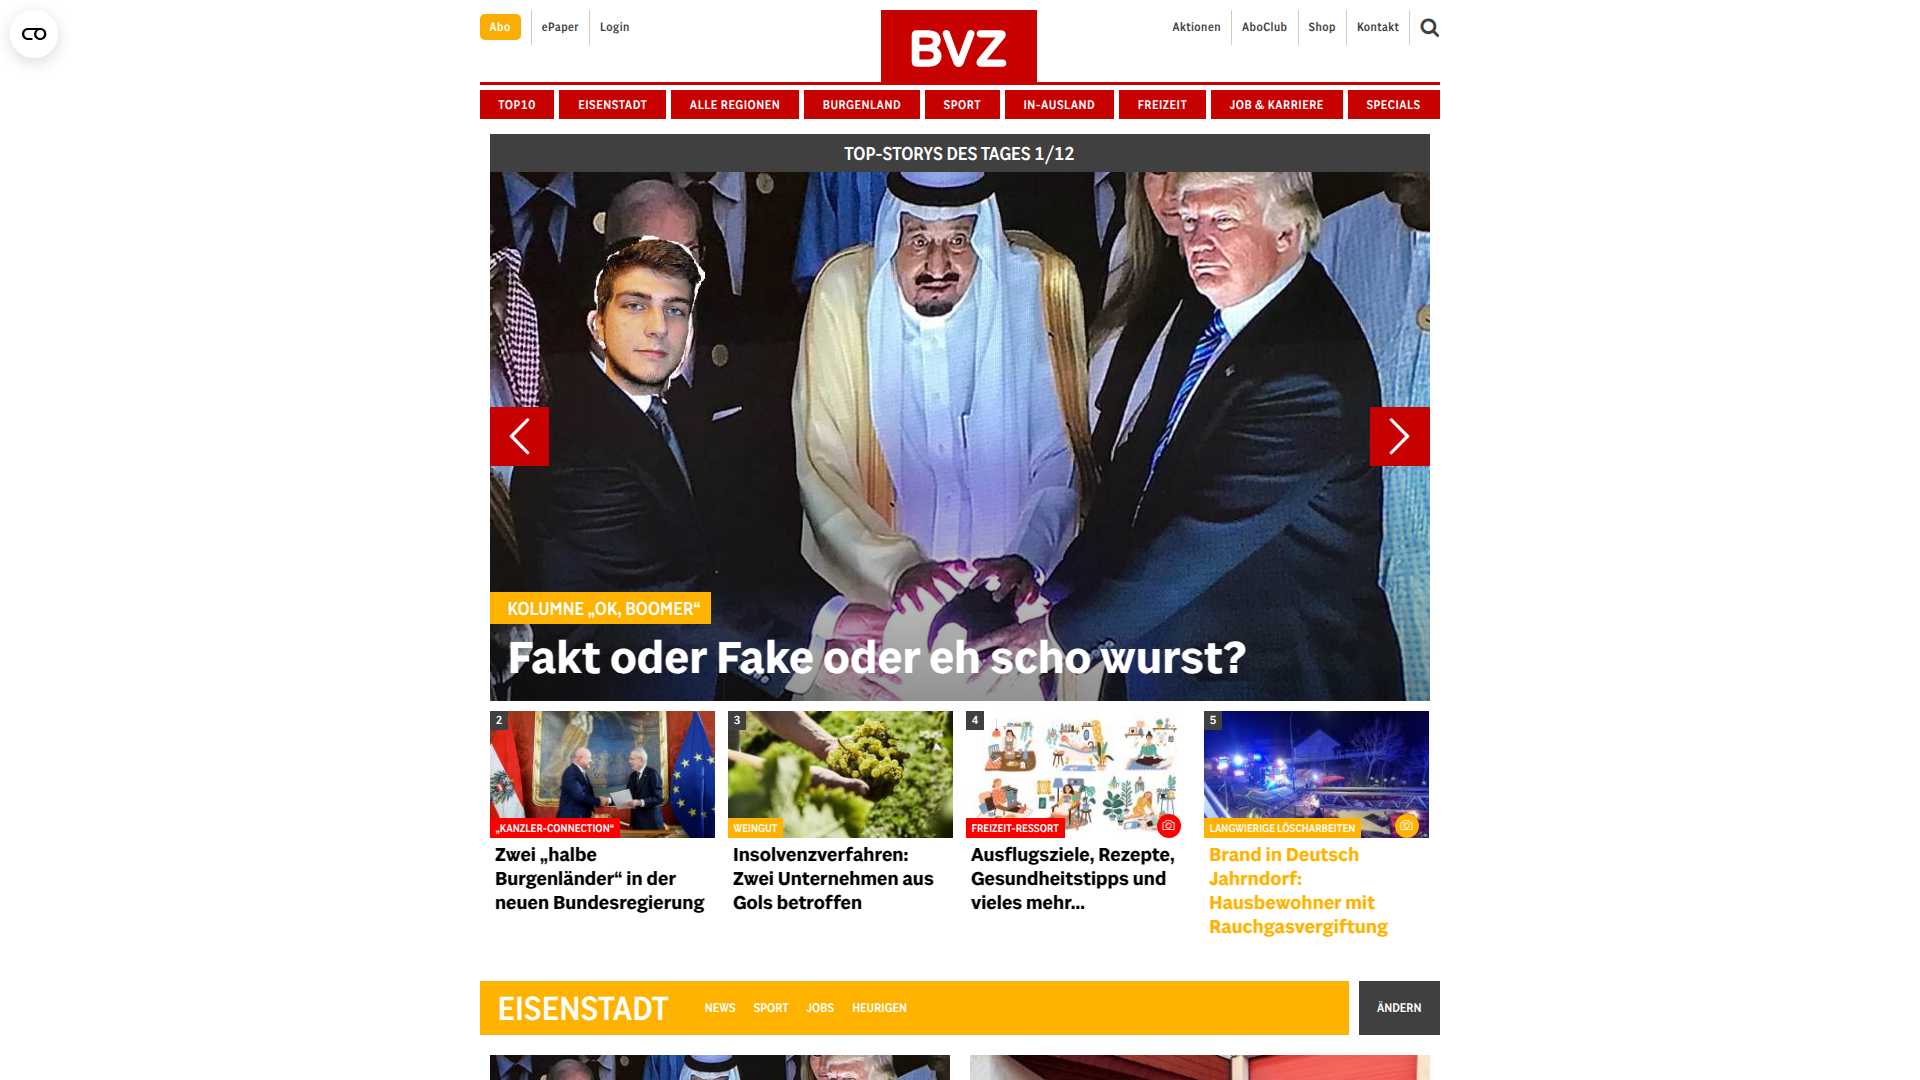 Abo
ePaper
Login
BVZ
Aktionen
AboClub
Shop
Kontakt
TOP10
EISENSTADT
ALLE REGIONEN
BURGENLAND
SPORT
IN-AUSLAND
FREIZEIT
JOB & KARRIERE
SPECIALS
TOP-STORYS DES TAGES 1/12
KOLUMNE „OK, BOOMER“
Fakt oder Fake oder eh scho wurst?
2
„KANZLER-CONNECTION“
Zwei „halbe
Burgenländer“ in der
neuen Bundesregierung
3
WEINGUT
Insolvenzverfahren:
Zwei Unternehmen aus
Gols betroffen
4
FREIZEIT-RESSORT
Ausflugsziele, Rezepte,
Gesundheitstipps und
vieles mehr...
5
LANGWIERIGE LÖSCHARBEITEN
Brand in Deutsch
Jahrndorf:
Hausbewohner mit
Rauchgasvergiftung
EISENSTADT
NEWS
SPORT
JOBS
HEURIGEN
ÄNDERN